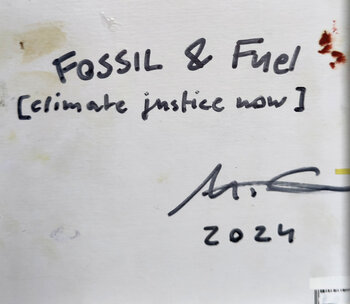 FOSSIL & Fuel
[climate justice now]
2024